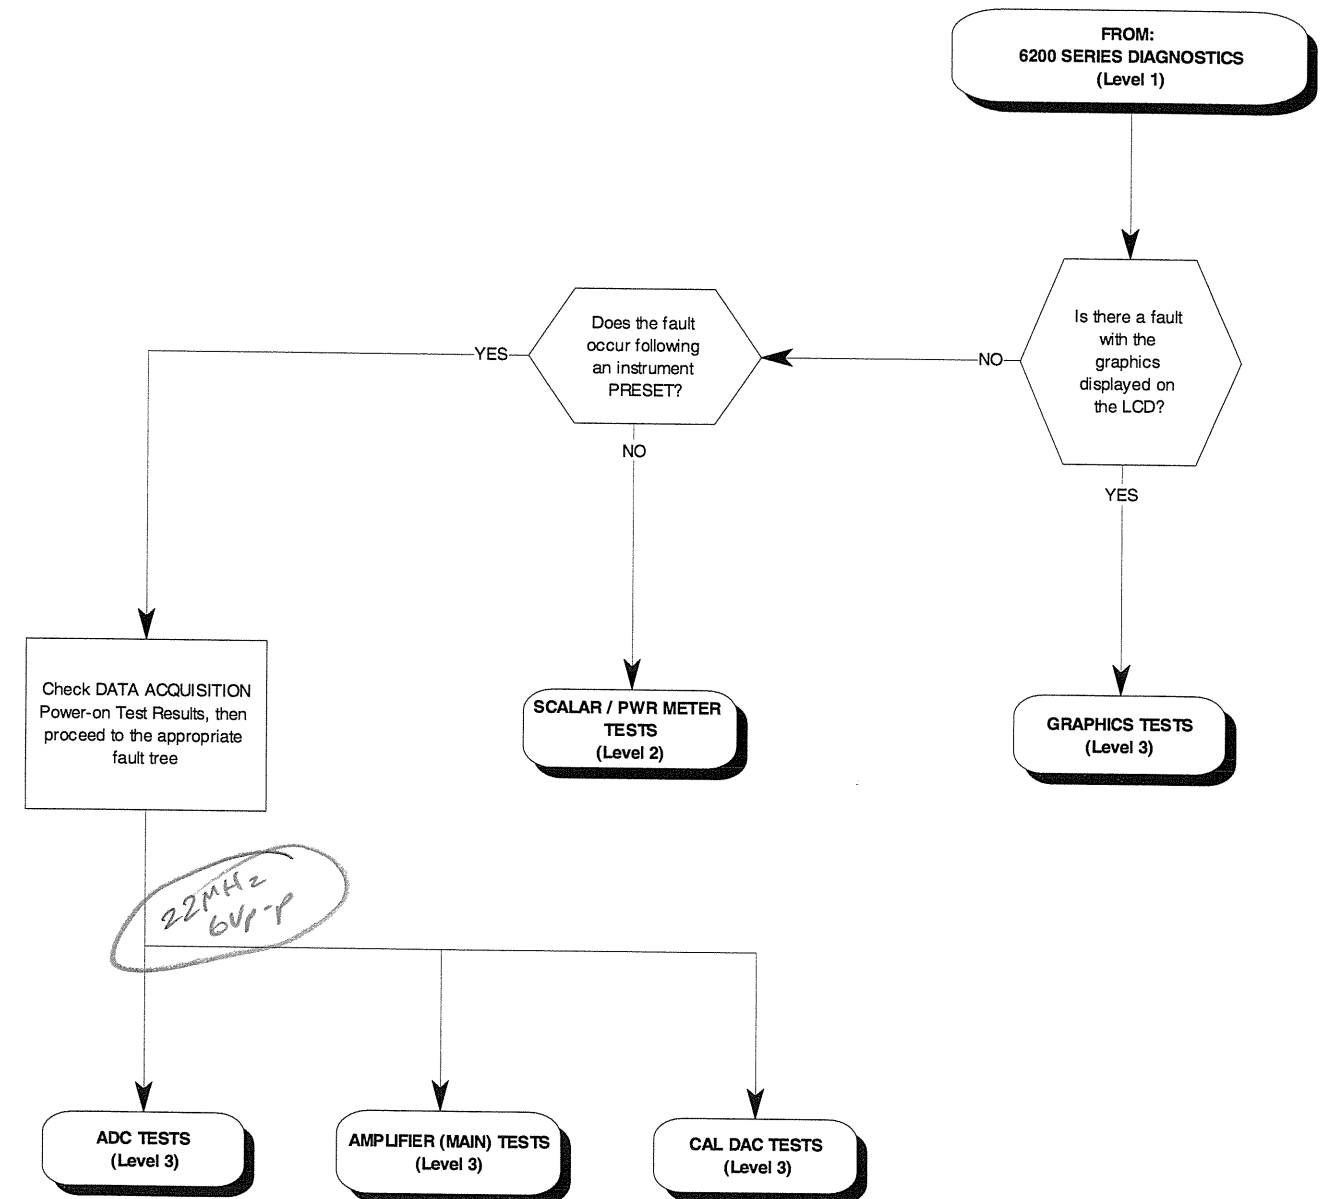 FROM:
6200 SERIES DIAGNOSTICS
(Level 1)
Is there a fault
with the
graphics
displayed on
the LCD?
NO
YES
Does the fault
occur following
an instrument
PRESET?
YES
NO
Check DATA ACQUISITION
Power-on Test Results, then
proceed to the appropriate
fault tree
SCALAR / PWR METER
TESTS
(Level 2)
GRAPHICS TESTS
(Level 3)
22MHz
6Vp-p
ADC TESTS
(Level 3)
AMPLIFIER (MAIN) TESTS
(Level 3)
CAL DAC TESTS
(Level 3)